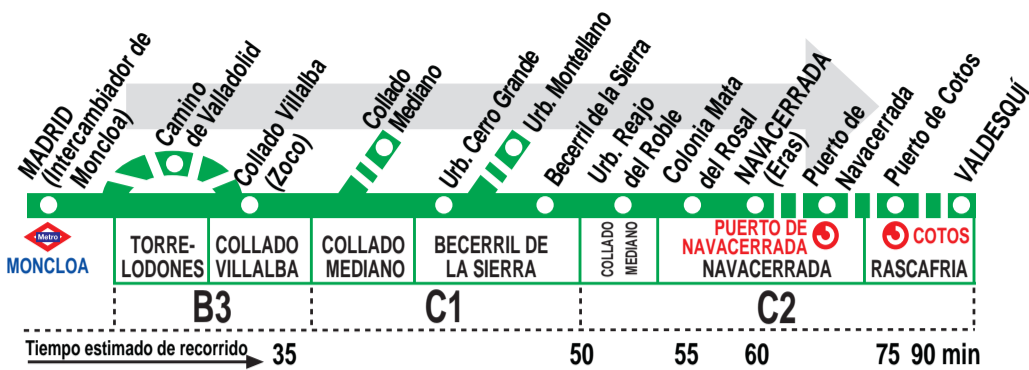 MADRID
(Intercambiador de
Moncloa)
Camino
de Valladolid
Collado Villalba
(Zoco)
Collado
Mediano
Urb. Cerro Grande
Urb. Montellano
Becerril de la Sierra
Urb. Reajo
del Roble
Colonia Mata
del Rosal
NAVACERRADA
(Eras)
Puerto de
Navacerrada
Puerto de Cotos
VALDESQUÍ
Metro
MONCLOA
TORRE-
LODONES
COLLADO
VILLALBA
COLLADO
MEDIANO
BECERRIL DE
LA SIERRA
COLLADO
MEDIANO
PUERTO DE
NAVACERRADA
NAVACERRADA
COTOS
RASCAFRIA
B3
C1
C2
Tiempo estimado de recorrido 35 50 55 60 75 90 min